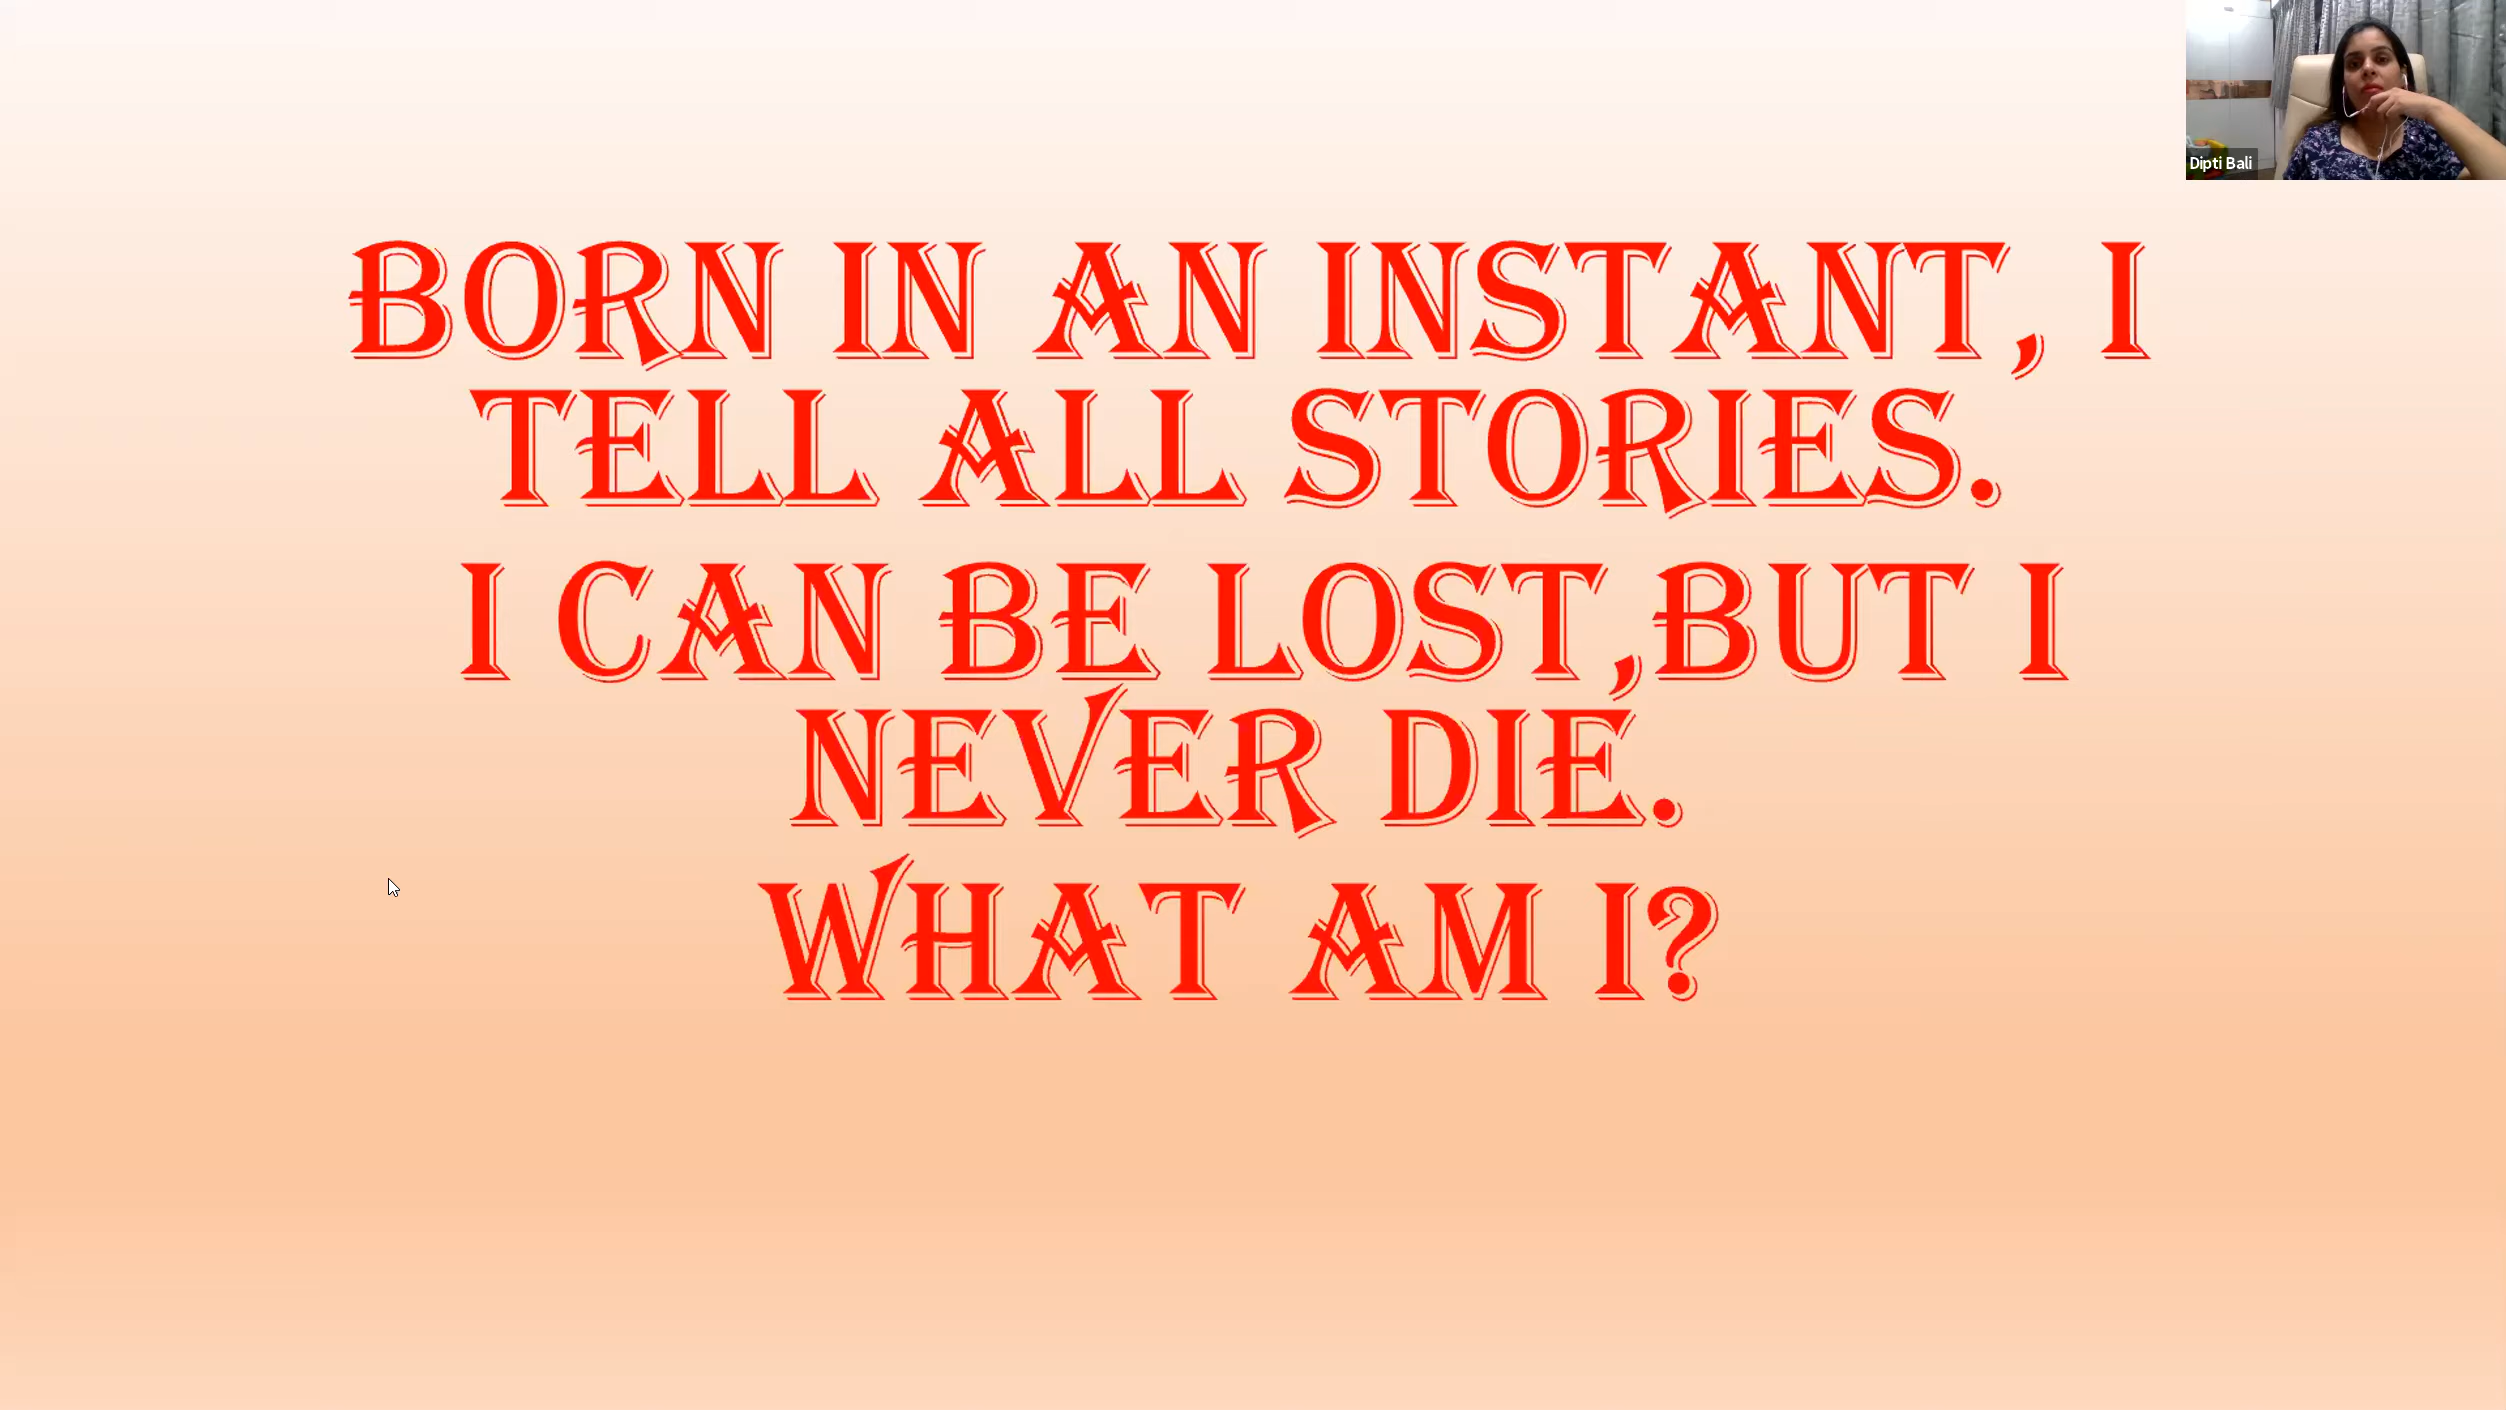 Dipti Bali
BORN IN AN INSTANT, I
TELL ALL STORIES.
I CAN BE LOST,BUT I
NEVER DIE.
WHAT AM I?